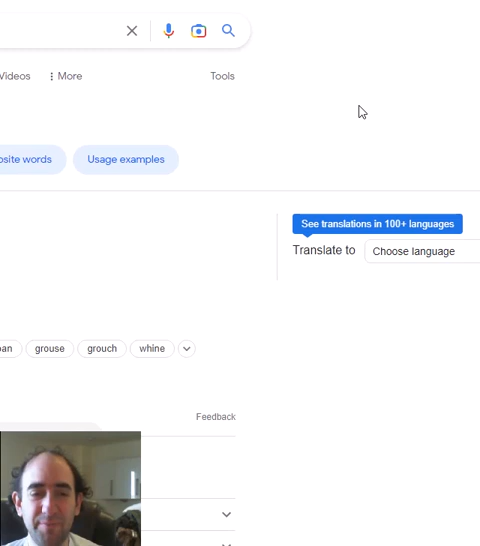 Videos
More
Tools
osite words
Usage examples
See translations in 100+ languages
Translate to
Choose language
oan
grouse
grouch
whine
Feedback